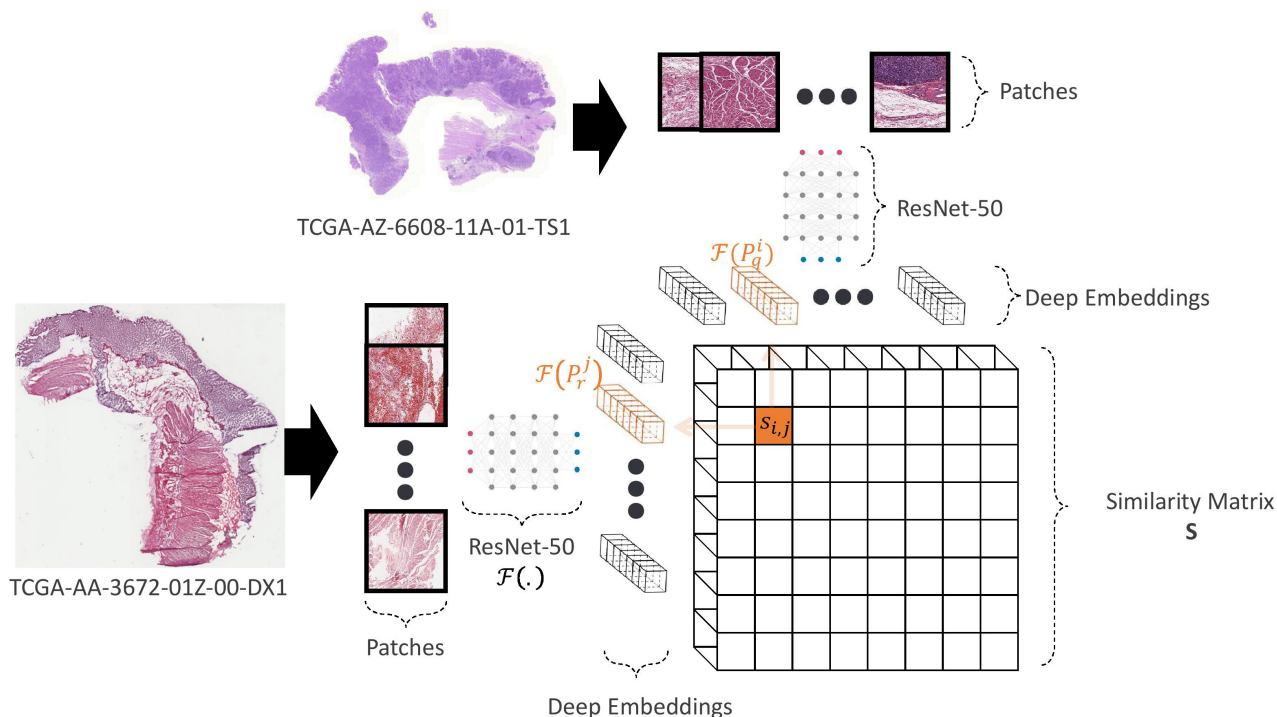 Patches
ResNet-50
TCGA-AZ-6608-11A-01-TS1
ℱ(P_q^i)
Deep Embeddings
ℱ(P_r^j)
S_{i,j}
Similarity Matrix
S
ResNet-50
ℱ(.)
TCGA-AA-3672-01Z-00-DX1
Patches
Deep Embeddings